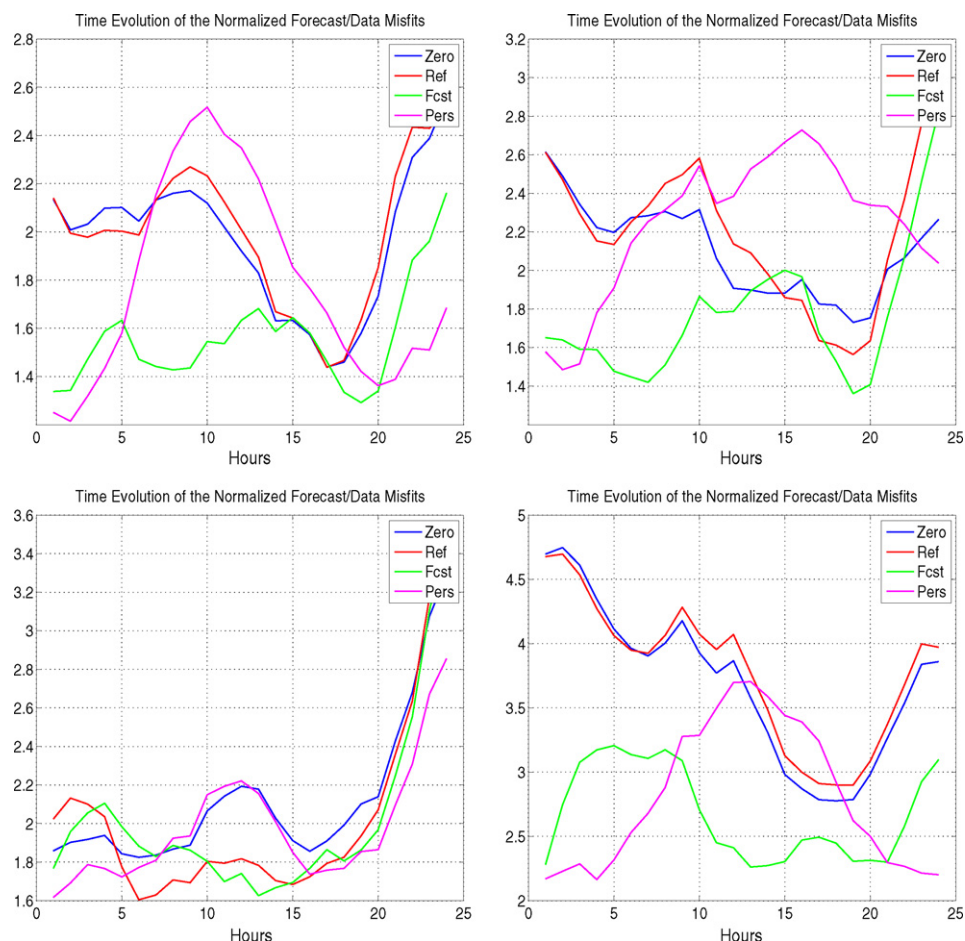 Time Evolution of the Normalized Forecast/Data Misfits
2.8
2.6
2.4
2.2
2
1.8
1.6
1.4
0 5 10 15 20 25
Hours
Zero
Ref
Fcst
Pers
Time Evolution of the Normalized Forecast/Data Misfits
3.2
3
2.8
2.6
2.4
2.2
2
1.8
1.6
1.4
0 5 10 15 20 25
Hours
Zero
Ref
Fcst
Pers
Time Evolution of the Normalized Forecast/Data Misfits
3.6
3.4
3.2
3
2.8
2.6
2.4
2.2
2
1.8
1.6
0 5 10 15 20 25
Hours
Zero
Ref
Fcst
Pers
Time Evolution of the Normalized Forecast/Data Misfits
5
4.5
4
3.5
3
2.5
2
0 5 10 15 20 25
Hours
Zero
Ref
Fcst
Pers